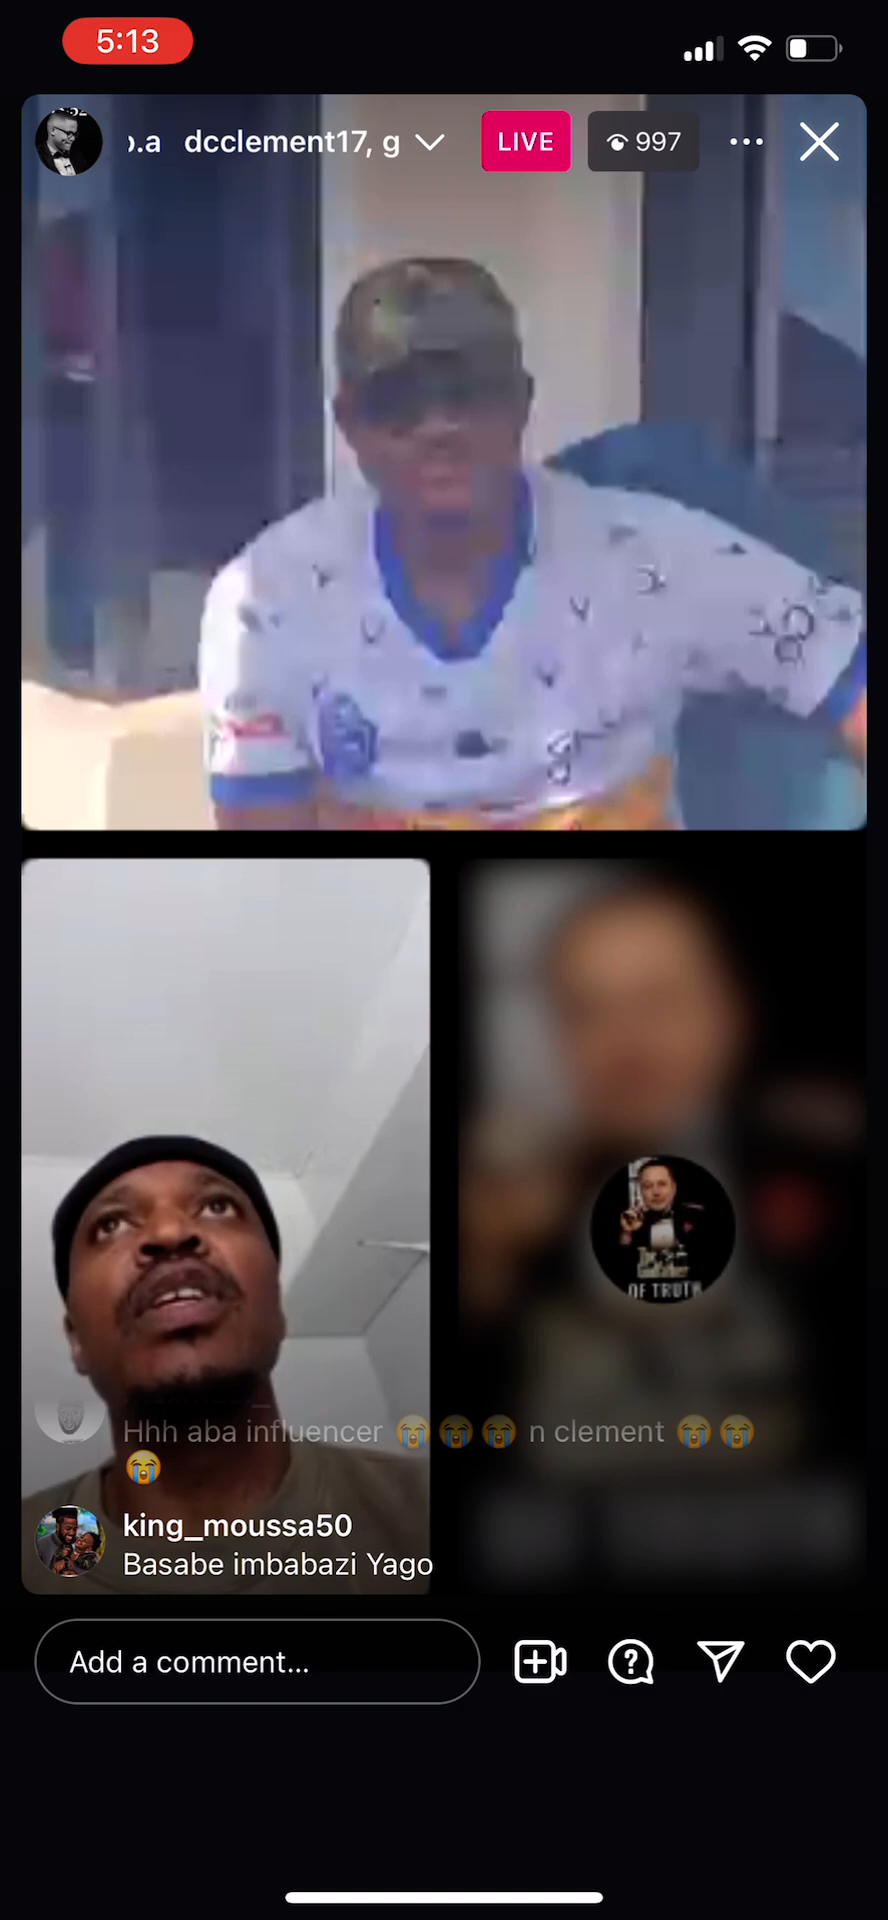 5:13
.a dcclement17, g
LIVE
997
OF TRUTH
Hhh aba influencer 😭😭😭 n clement 😭😭
😭
king_moussa50
Basabe imbabazi Yago
Add a comment...